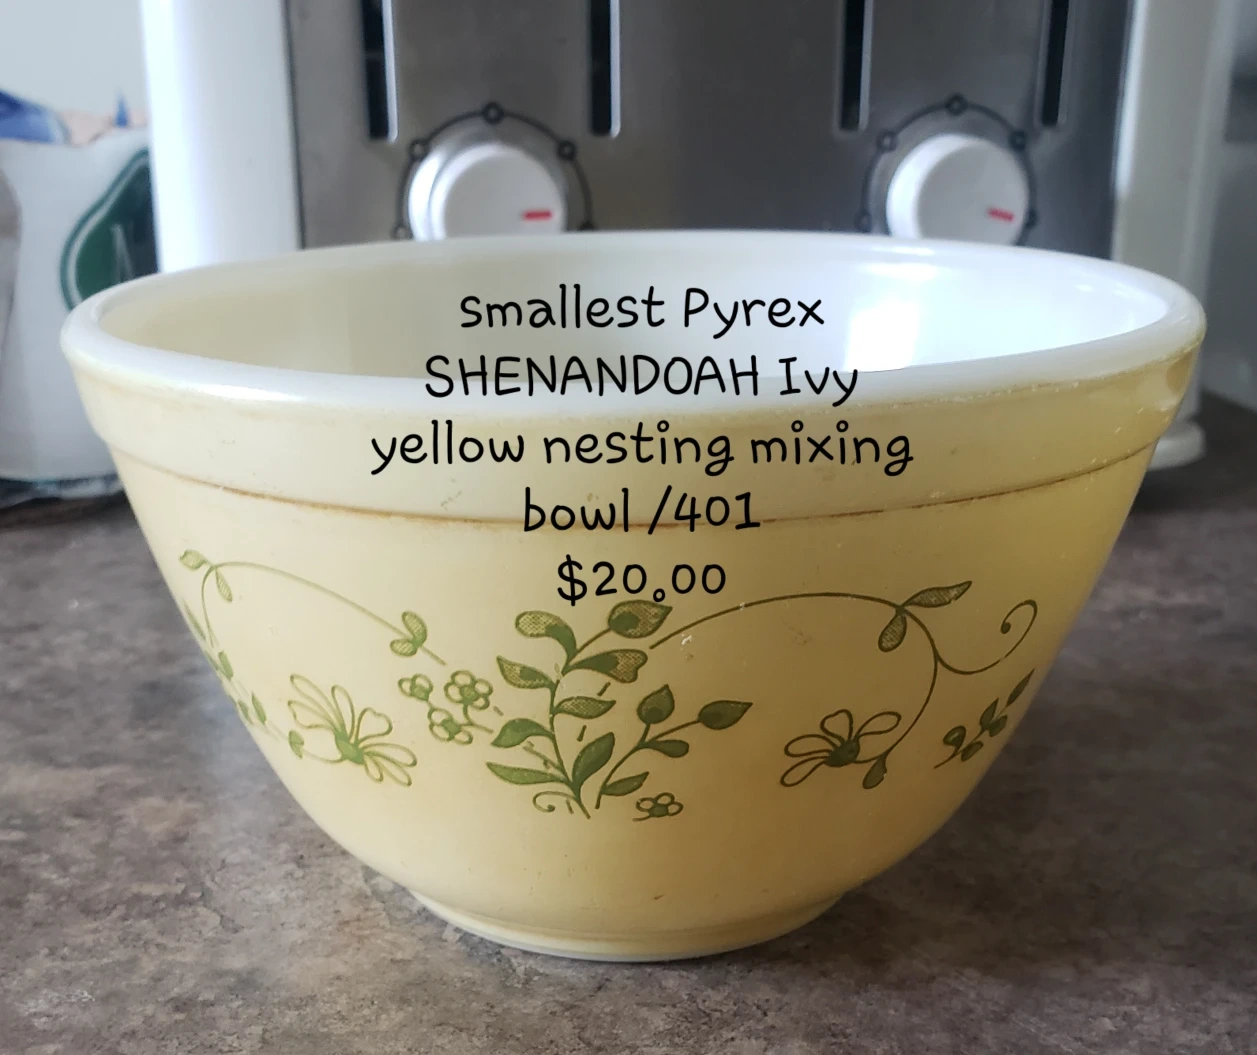 smallest Pyrex
SHENANDOAH Ivy
yellow nesting mixing
bowl /401
$20.00